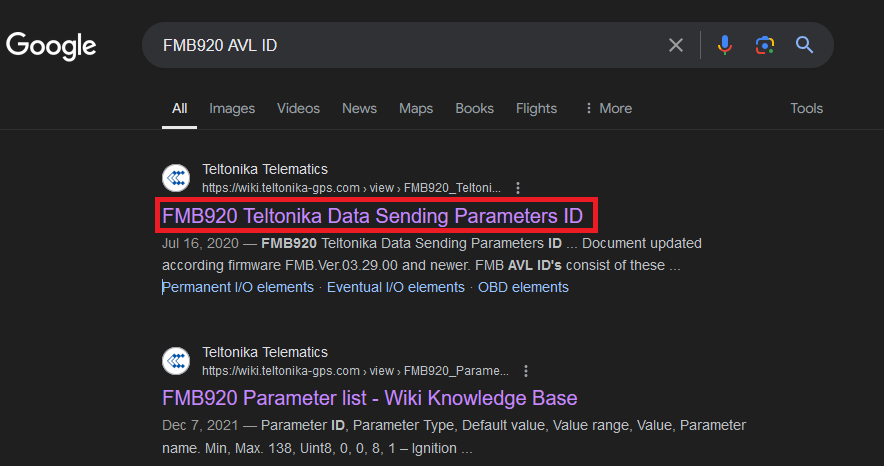 Google
FMB920 AVL ID
All Images Videos News Maps Books Flights More Tools
Teltonika Telematics
https://wiki.teltonika-gps.com › view › FMB920_Teltoni...
FMB920 Teltonika Data Sending Parameters ID
Jul 16, 2020 — FMB920 Teltonika Data Sending Parameters ID ... Document updated
according firmware FMB.Ver.03.29.00 and newer. FMB AVL ID's consist of these ...
Permanent I/O elements · Eventual I/O elements · OBD elements
Teltonika Telematics
https://wiki.teltonika-gps.com › view › FMB920_Parame...
FMB920 Parameter list - Wiki Knowledge Base
Dec 7, 2021 — Parameter ID, Parameter Type, Default value, Value range, Value, Parameter
name. Min, Max. 138, Uint8, 0, 0, 8, 1 – Ignition ...